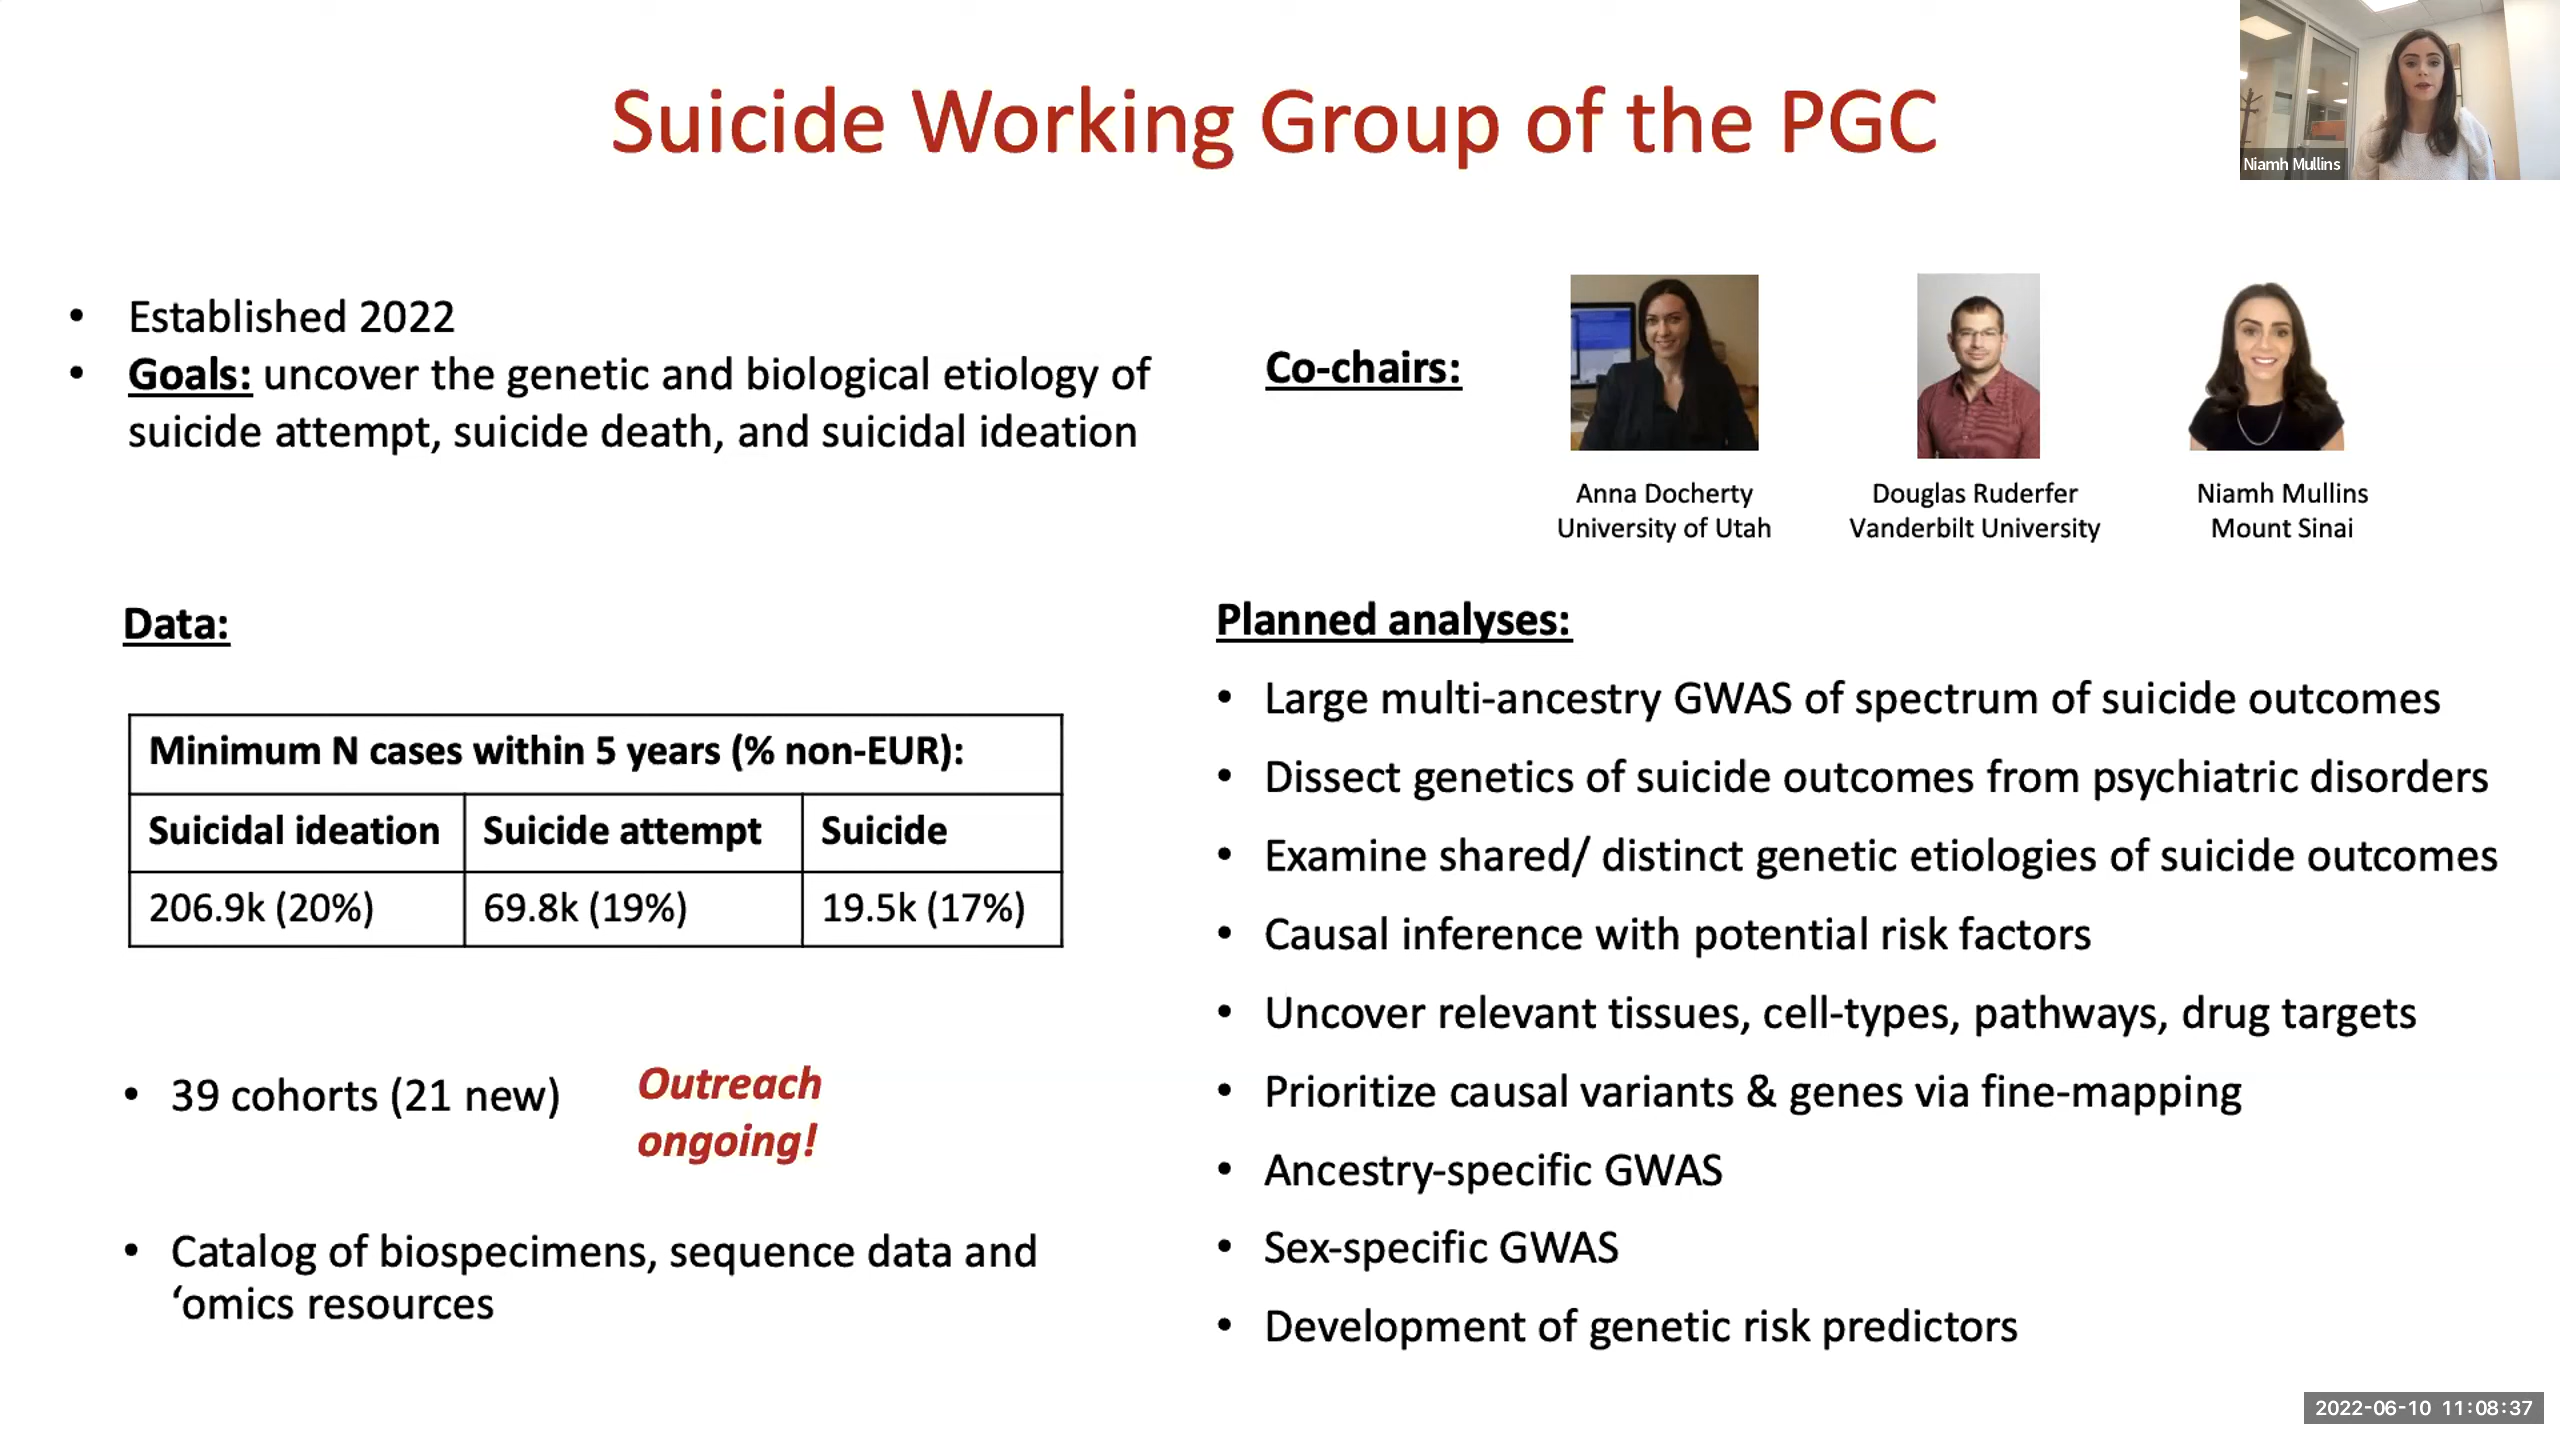 Suicide Working Group of the PGC
Niamh Mullins
• Established 2022
• Goals: uncover the genetic and biological etiology of
suicide attempt, suicide death, and suicidal ideation
Co-chairs:
Anna Docherty
University of Utah
Douglas Ruderfer
Vanderbilt University
Niamh Mullins
Mount Sinai
Data:
Minimum N cases within 5 years (% non-EUR):
Suicidal ideation Suicide attempt Suicide
206.9k (20%) 69.8k (19%) 19.5k (17%)
• 39 cohorts (21 new)
Outreach
ongoing!
• Catalog of biospecimens, sequence data and
‘omics resources
Planned analyses:
• Large multi-ancestry GWAS of spectrum of suicide outcomes
• Dissect genetics of suicide outcomes from psychiatric disorders
• Examine shared/ distinct genetic etiologies of suicide outcomes
• Causal inference with potential risk factors
• Uncover relevant tissues, cell-types, pathways, drug targets
• Prioritize causal variants & genes via fine-mapping
• Ancestry-specific GWAS
• Sex-specific GWAS
• Development of genetic risk predictors
2022-06-10 11:08:37